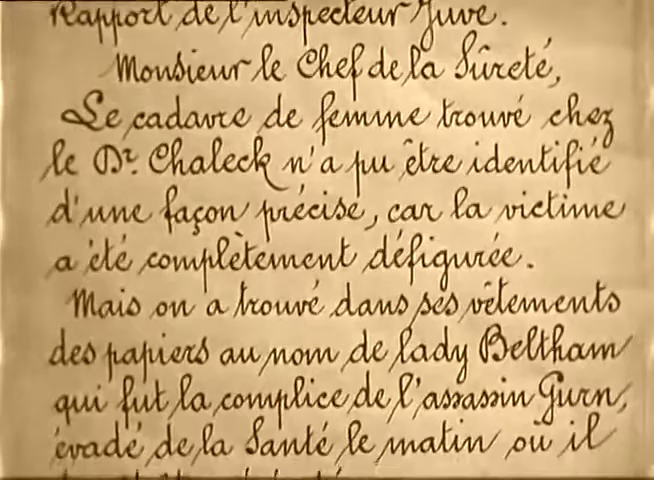 Rapport de l'inspecteur Juve.
Monsieur le Chef de la Sûreté,
Le cadavre de femme trouvé chez
le Dr. Chaleck n'a pu être identifié
d'une façon précise, car la victime
a été complètement défigurée.
Mais on a trouvé dans ses vêtements
des papiers au nom de lady Beltham
qui fut la complice de l'assassin Gurn,
évadé de la Santé le matin où il